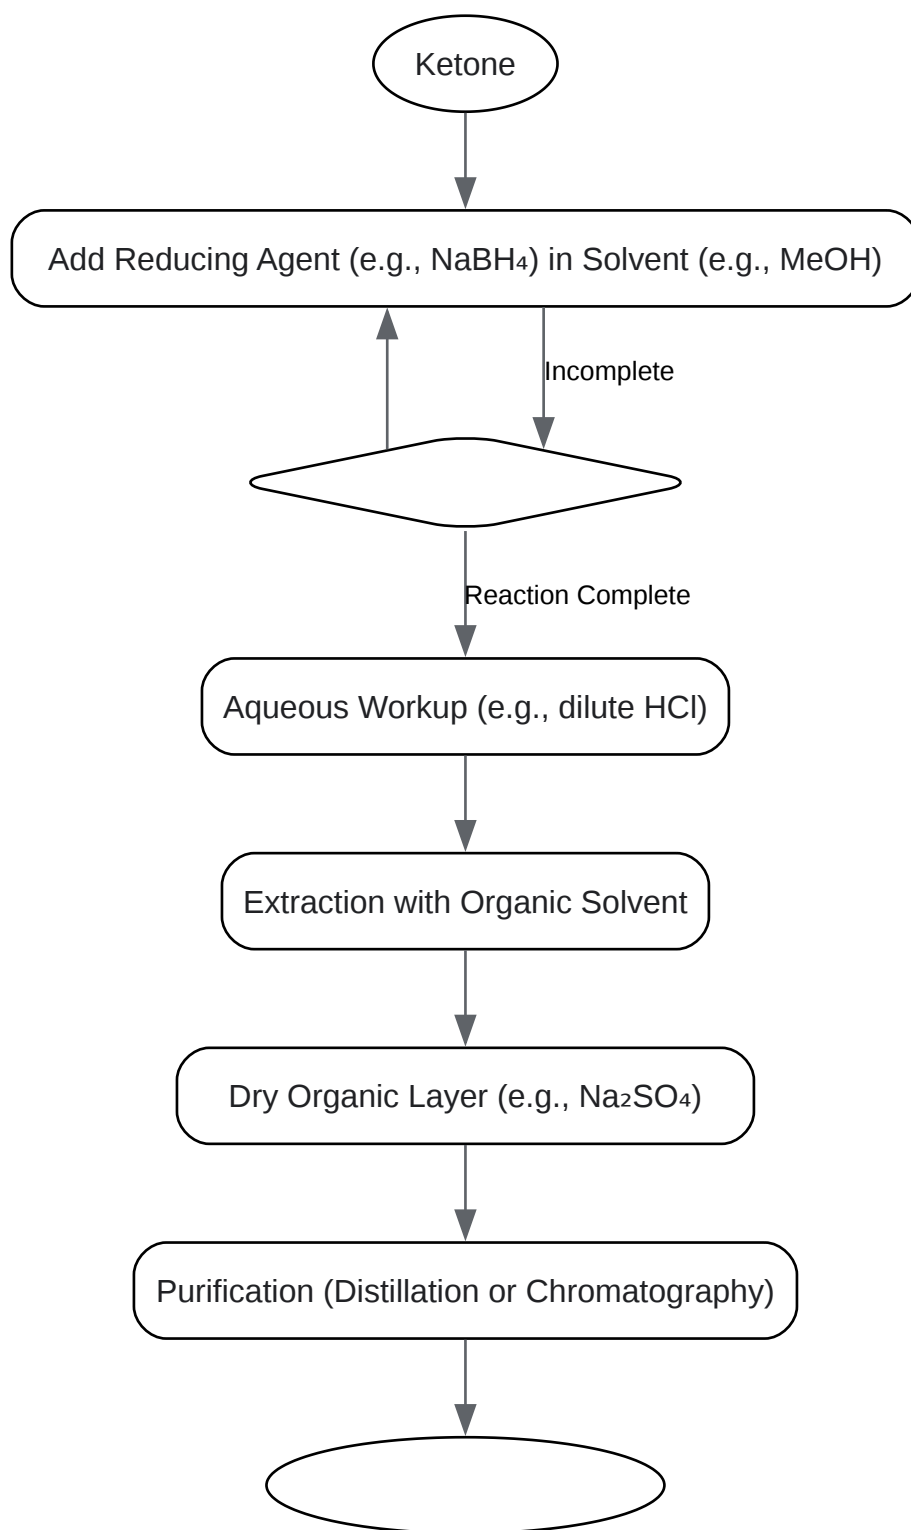 Ketone
Add Reducing Agent (e.g., NaBH₄) in Solvent (e.g., MeOH)
Incomplete
Reaction Complete
Aqueous Workup (e.g., dilute HCl)
Extraction with Organic Solvent
Dry Organic Layer (e.g., Na₂SO₄)
Purification (Distillation or Chromatography)